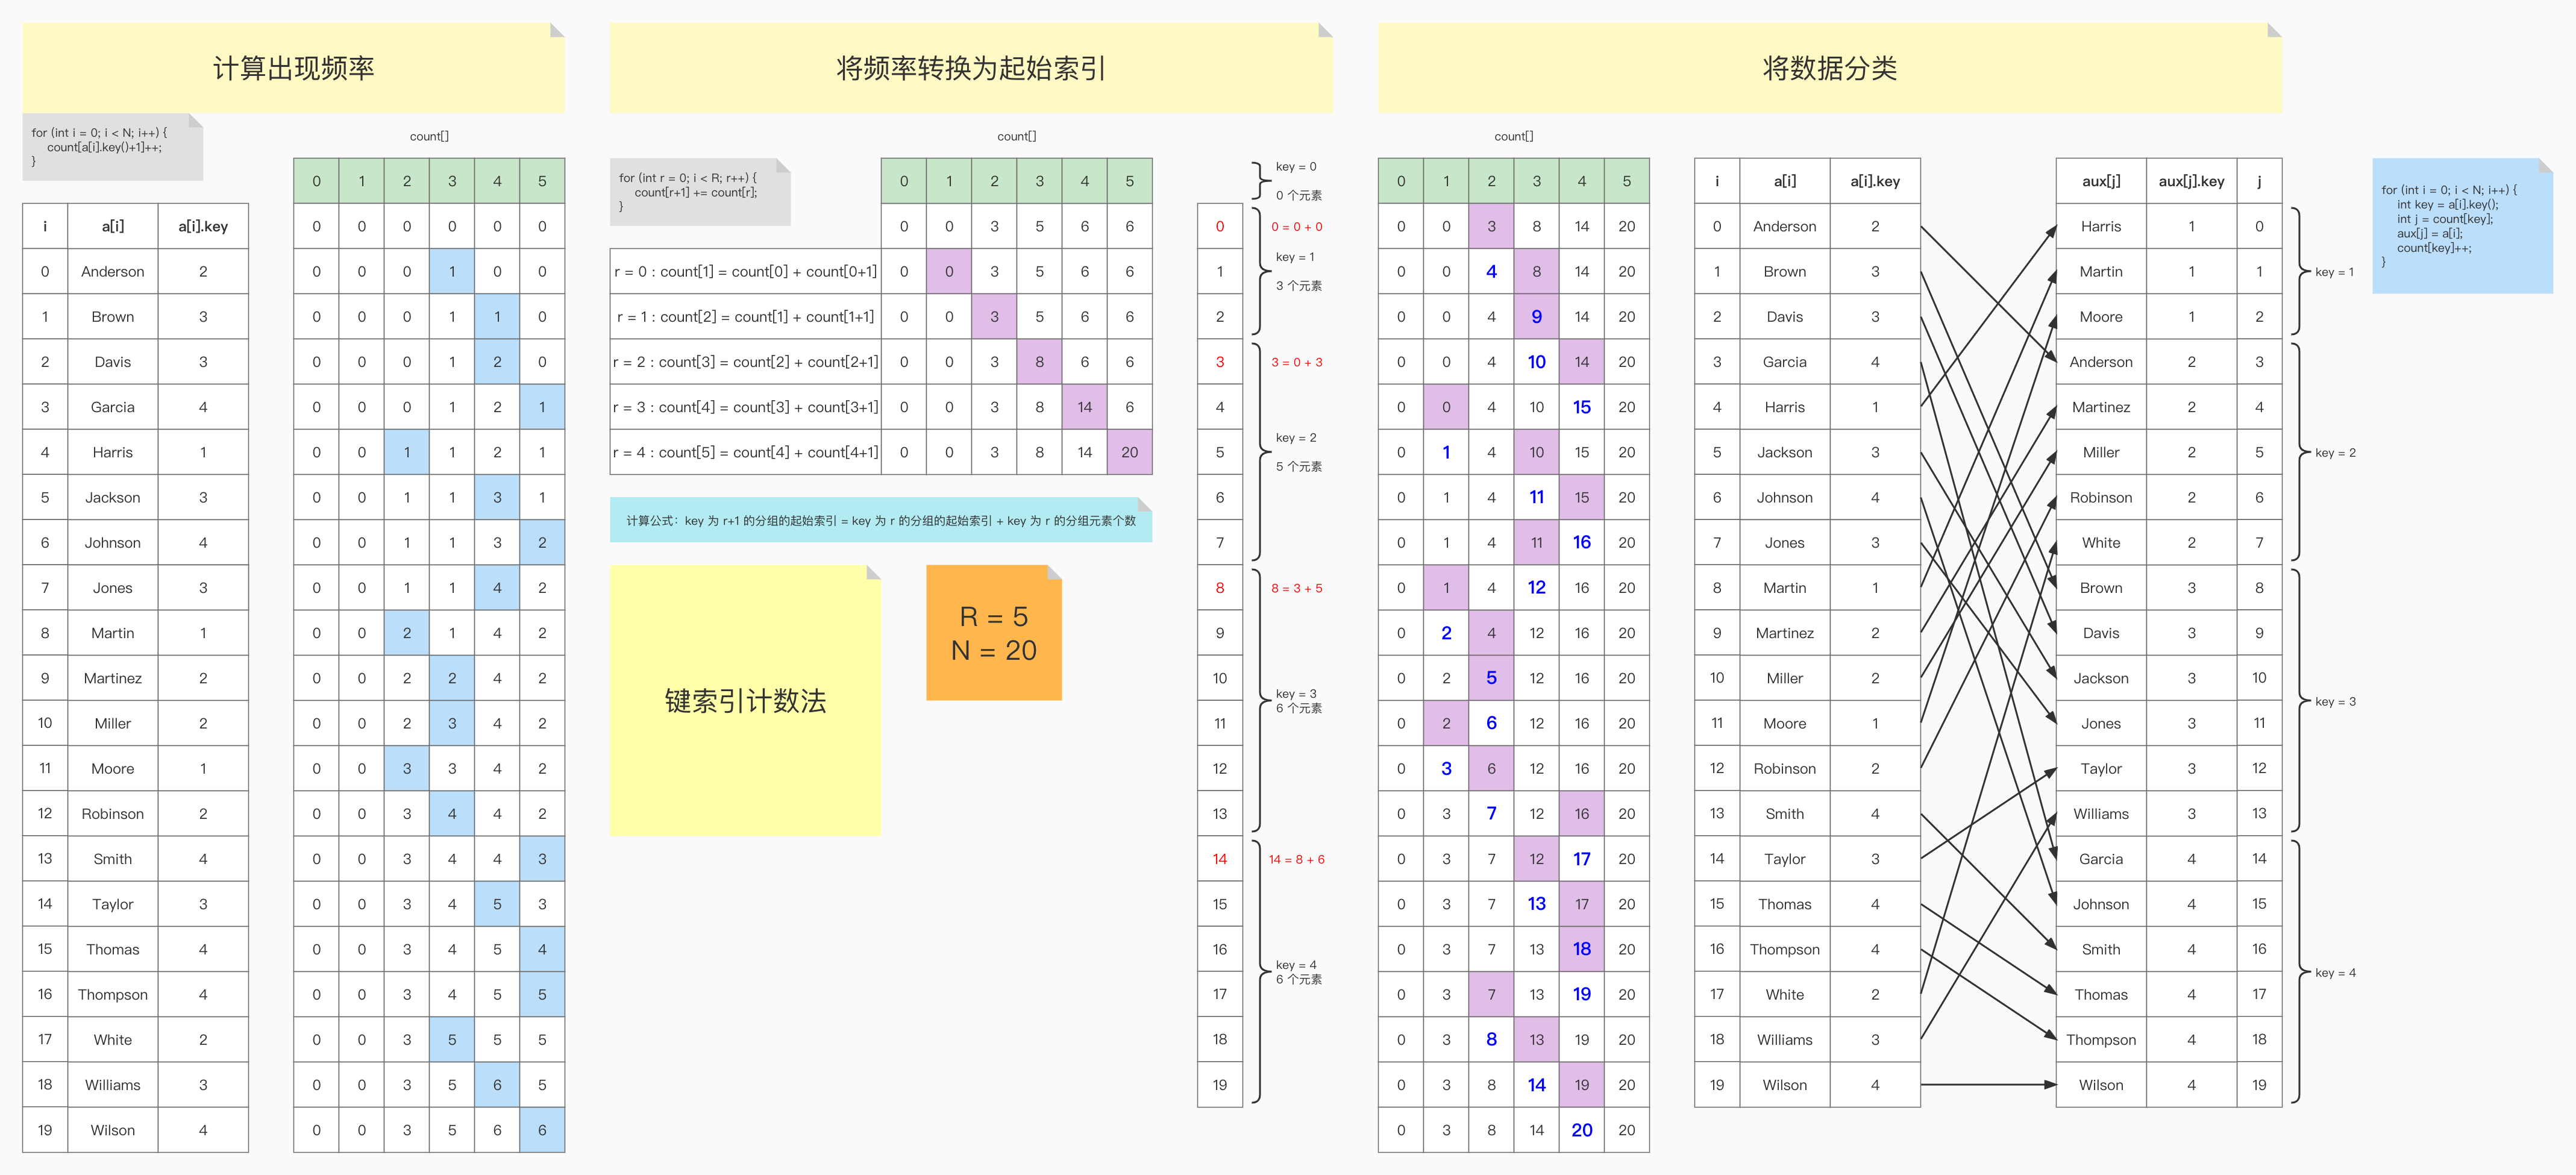 计算出现频率
for (int i = 0; i < N; i++) {
count[a[i].key()+1]++;
}
count[]
0 1 2 3 4 5
i a[i] a[i].key 0 0 0 0 0 0
0 Anderson 2 0 0 0 1 0 0
1 Brown 3 0 0 0 1 1 0
2 Davis 3 0 0 0 1 2 0
3 Garcia 4 0 0 0 1 2 1
4 Harris 1 0 0 1 1 2 1
5 Jackson 3 0 0 1 1 3 1
6 Johnson 4 0 0 1 1 3 2
7 Jones 3 0 0 1 1 4 2
8 Martin 1 0 0 2 1 4 2
9 Martinez 2 0 0 2 2 4 2
10 Miller 2 0 0 2 3 4 2
11 Moore 1 0 0 3 3 4 2
12 Robinson 2 0 0 3 4 4 2
13 Smith 4 0 0 3 4 4 3
14 Taylor 3 0 0 3 4 5 3
15 Thomas 4 0 0 3 4 5 4
16 Thompson 4 0 0 3 4 5 5
17 White 2 0 0 3 5 5 5
18 Williams 3 0 0 3 5 6 5
19 Wilson 4 0 0 3 5 6 6
将频率转换为起始索引
count[]
for (int r = 0; i < R; r++) {
count[r+1] += count[r];
}
0 1 2 3 4 5
0 0 3 5 6 6
r = 0 : count[1] = count[0] + count[0+1] 0 0 3 5 6 6
r = 1 : count[2] = count[1] + count[1+1] 0 0 3 5 6 6
r = 2 : count[3] = count[2] + count[2+1] 0 0 3 8 6 6
r = 3 : count[4] = count[3] + count[3+1] 0 0 3 8 14 6
r = 4 : count[5] = count[4] + count[4+1] 0 0 3 8 14 20
计算公式：key 为 r+1 的分组的起始索引 = key 为 r 的分组的起始索引 + key 为 r 的分组元素个数
键索引计数法
R = 5
N = 20
key = 0
0 个元素
0 0 = 0 + 0
1 key = 1
3 个元素
2
3 3 = 0 + 3
4
key = 2
5
5 个元素
6
7
8 8 = 3 + 5
9
10
key = 3
6 个元素
11
12
13
14 14 = 8 + 6
15
16
key = 4
6 个元素
17
18
19
将数据分类
count[]
0 1 2 3 4 5 i a[i] a[i].key aux[j] aux[j].key j
0 0 3 8 14 20 0 Anderson 2 Harris 1 0
0 0 4 8 14 20 1 Brown 3 Martin 1 1 key = 1
0 0 4 9 14 20 2 Davis 3 Moore 1 2
0 0 4 10 14 20 3 Garcia 4 Anderson 2 3
0 0 4 10 15 20 4 Harris 1 Martinez 2 4
0 1 4 10 15 20 5 Jackson 3 Miller 2 5 key = 2
0 1 4 11 15 20 6 Johnson 4 Robinson 2 6
0 1 4 11 16 20 7 Jones 3 White 2 7
0 1 4 12 16 20 8 Martin 1 Brown 3 8
0 2 4 12 16 20 9 Martinez 2 Davis 3 9
0 2 5 12 16 20 10 Miller 2 Jackson 3 10
key = 3
0 2 6 12 16 20 11 Moore 1 Jones 3 11
0 3 6 12 16 20 12 Robinson 2 Taylor 3 12
0 3 7 12 16 20 13 Smith 4 Williams 3 13
0 3 7 12 17 20 14 Taylor 3 Garcia 4 14
0 3 7 13 17 20 15 Thomas 4 Johnson 4 15
0 3 7 13 18 20 16 Thompson 4 Smith 4 16
key = 4
0 3 7 13 19 20 17 White 2 Thomas 4 17
0 3 8 13 19 20 18 Williams 3 Thompson 4 18
0 3 8 14 19 20 19 Wilson 4 Wilson 4 19
0 3 8 14 20 20
for (int i = 0; i < N; i++) {
int key = a[i].key();
int j = count[key];
aux[j] = a[i];
count[key]++;
}